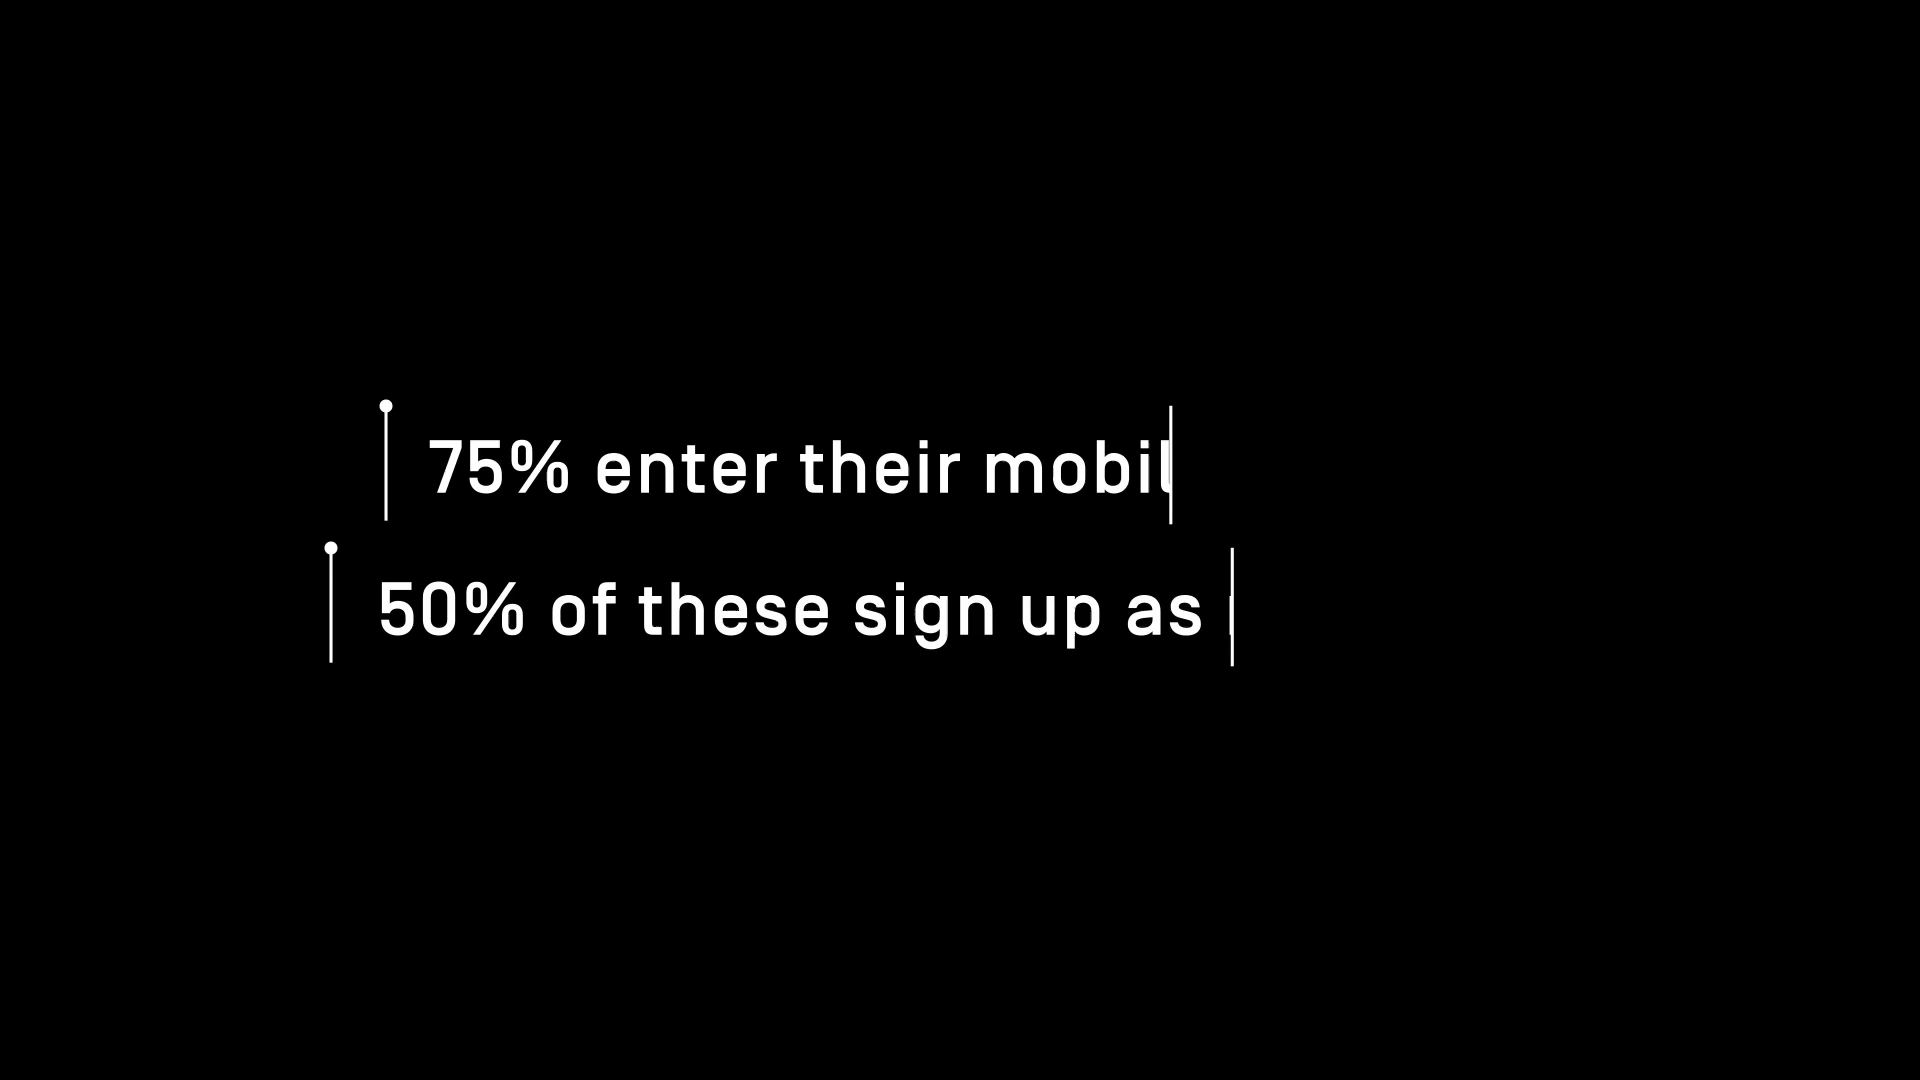 75% enter their mobil
50% of these sign up as